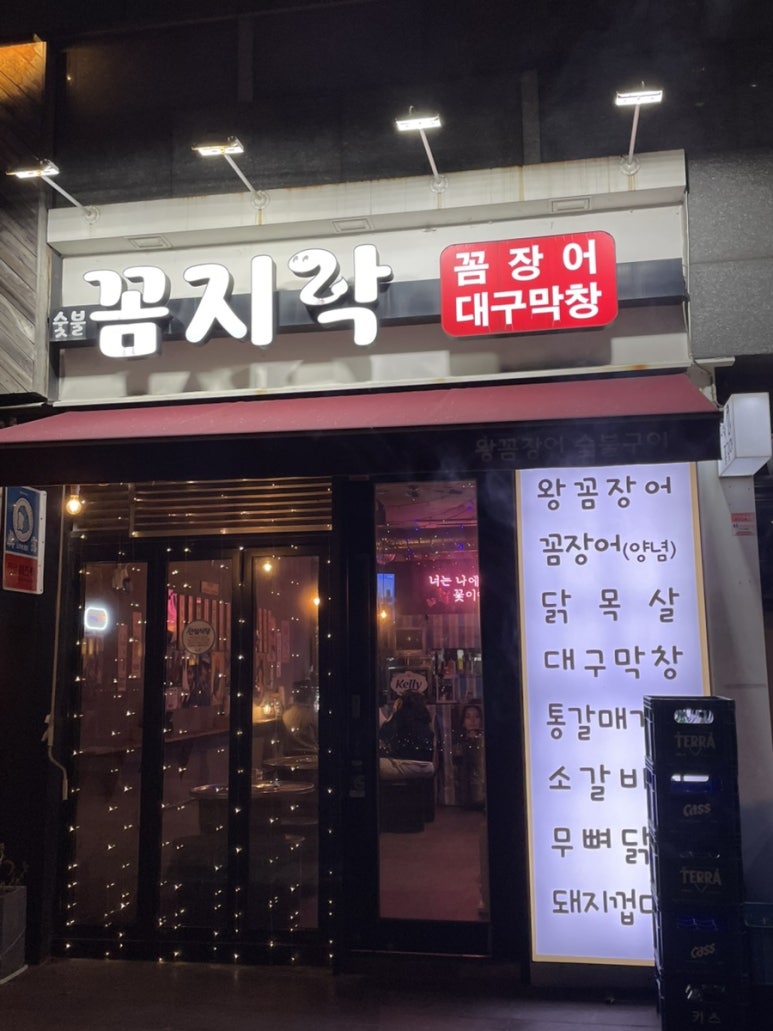 숯불
꼼지락
꼼장어
대구막창
왕꼼장어 숯불구이
왕꼼장어
꼼장어(양념)
닭목살
대구막창
통갈매
소갈비
무뼈닭
돼지껍
너는 나에
꽃이
Kelly
TERRA
cass
TERRA
cass
키스